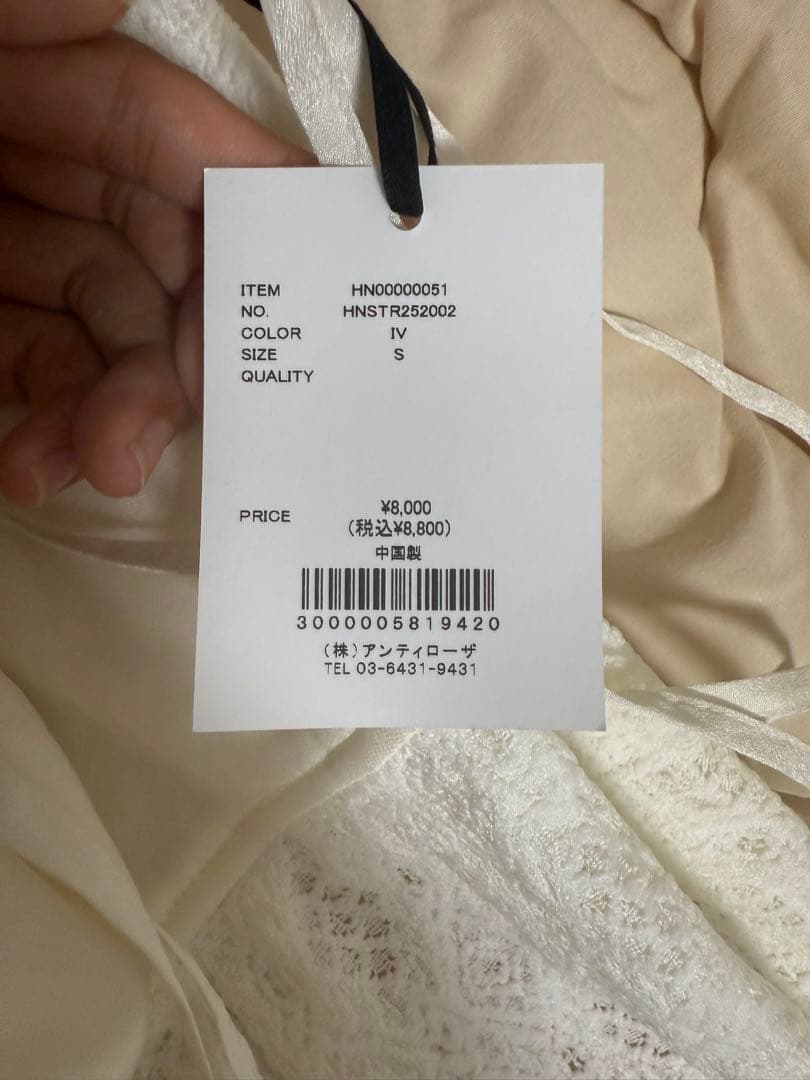 ITEM HN00000051
NO. HNSTR252002
COLOR IV
SIZE S
QUALITY
PRICE ¥8,000
(税込¥8,800)
中国製
3000005819420
(株)アンティローザ
TEL 03-6431-9431